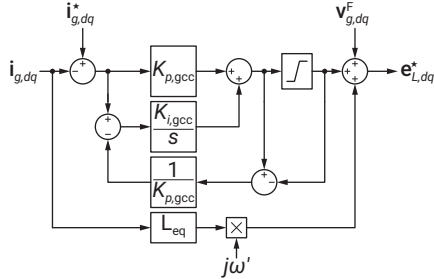 i⋆g,dq
vFg,dq
ig,dq
Kp,gcc
e⋆L,dq
Ki,gcc
s
1
Kp,gcc
Leq
jω'